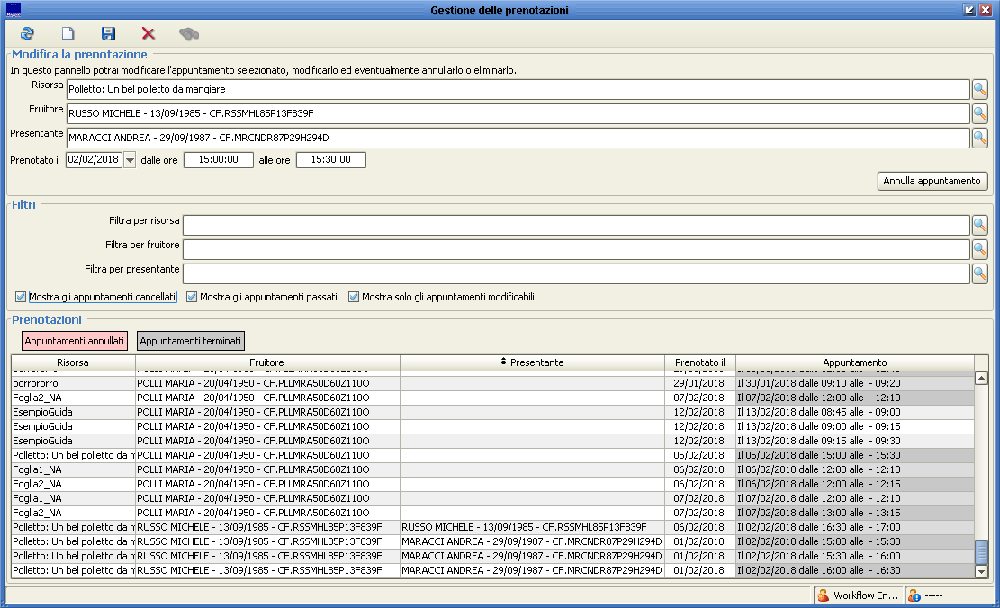 Gestione delle prenotazioni
Modifica la prenotazione
In questo pannello potrai modificare l'appuntamento selezionato, modificarlo ed eventualmente annullarlo o eliminarlo.
Risorsa Polletto: Un bel polletto da mangiare
Fruitore RUSSO MICHELE - 13/09/1985 - CF.RSSMHL85P13F839F
Presentante MARACCI ANDREA - 29/09/1987 - CF.MRCNDR87P29H294D
Prenotato il 02/02/2018 dalle ore 15:00:00 alle ore 15:30:00
Annulla appuntamento
Filtri
Filtra per risorsa
Filtra per fruitore
Filtra per presentante
Mostra gli appuntamenti cancellati Mostra gli appuntamenti passati Mostra solo gli appuntamenti modificabili
Prenotazioni
Appuntamenti annullati Appuntamenti terminati
Risorsa Fruitore Presentante Prenotato il Appuntamento
porrororro POLLI MARIA - 20/04/1950 - CF.PLLMRA50D60Z110O 29/01/2018 Il 30/01/2018 dalle 09:10 alle - 09:20
Foglia2_NA POLLI MARIA - 20/04/1950 - CF.PLLMRA50D60Z110O 07/02/2018 Il 07/02/2018 dalle 12:00 alle - 12:10
EsempioGuida POLLI MARIA - 20/04/1950 - CF.PLLMRA50D60Z110O 12/02/2018 Il 13/02/2018 dalle 08:45 alle - 09:00
EsempioGuida POLLI MARIA - 20/04/1950 - CF.PLLMRA50D60Z110O 12/02/2018 Il 13/02/2018 dalle 09:00 alle - 09:15
EsempioGuida POLLI MARIA - 20/04/1950 - CF.PLLMRA50D60Z110O 12/02/2018 Il 13/02/2018 dalle 09:15 alle - 09:30
Polletto: Un bel polletto da m POLLI MARIA - 20/04/1950 - CF.PLLMRA50D60Z110O 05/02/2018 Il 05/02/2018 dalle 15:00 alle - 15:30
Foglia1_NA POLLI MARIA - 20/04/1950 - CF.PLLMRA50D60Z110O 06/02/2018 Il 06/02/2018 dalle 12:00 alle - 12:10
Foglia2_NA POLLI MARIA - 20/04/1950 - CF.PLLMRA50D60Z110O 06/02/2018 Il 06/02/2018 dalle 12:00 alle - 12:15
Foglia1_NA POLLI MARIA - 20/04/1950 - CF.PLLMRA50D60Z110O 07/02/2018 Il 07/02/2018 dalle 12:00 alle - 12:10
Foglia2_NA POLLI MARIA - 20/04/1950 - CF.PLLMRA50D60Z110O 07/02/2018 Il 07/02/2018 dalle 13:00 alle - 13:15
Polletto: Un bel polletto da m RUSSO MICHELE - 13/09/1985 - CF.RSSMHL85P13F839F RUSSO MICHELE - 13/09/1985 - CF.RSSMHL85P13F839F 06/02/2018 Il 02/02/2018 dalle 16:30 alle - 17:00
Polletto: Un bel polletto da m RUSSO MICHELE - 13/09/1985 - CF.RSSMHL85P13F839F MARACCI ANDREA - 29/09/1987 - CF.MRCNDR87P29H294D 01/02/2018 Il 02/02/2018 dalle 15:00 alle - 15:30
Polletto: Un bel polletto da m RUSSO MICHELE - 13/09/1985 - CF.RSSMHL85P13F839F MARACCI ANDREA - 29/09/1987 - CF.MRCNDR87P29H294D 01/02/2018 Il 02/02/2018 dalle 15:30 alle - 16:00
Polletto: Un bel polletto da m RUSSO MICHELE - 13/09/1985 - CF.RSSMHL85P13F839F MARACCI ANDREA - 29/09/1987 - CF.MRCNDR87P29H294D 01/02/2018 Il 02/02/2018 dalle 16:00 alle - 16:30
Workflow En... -----